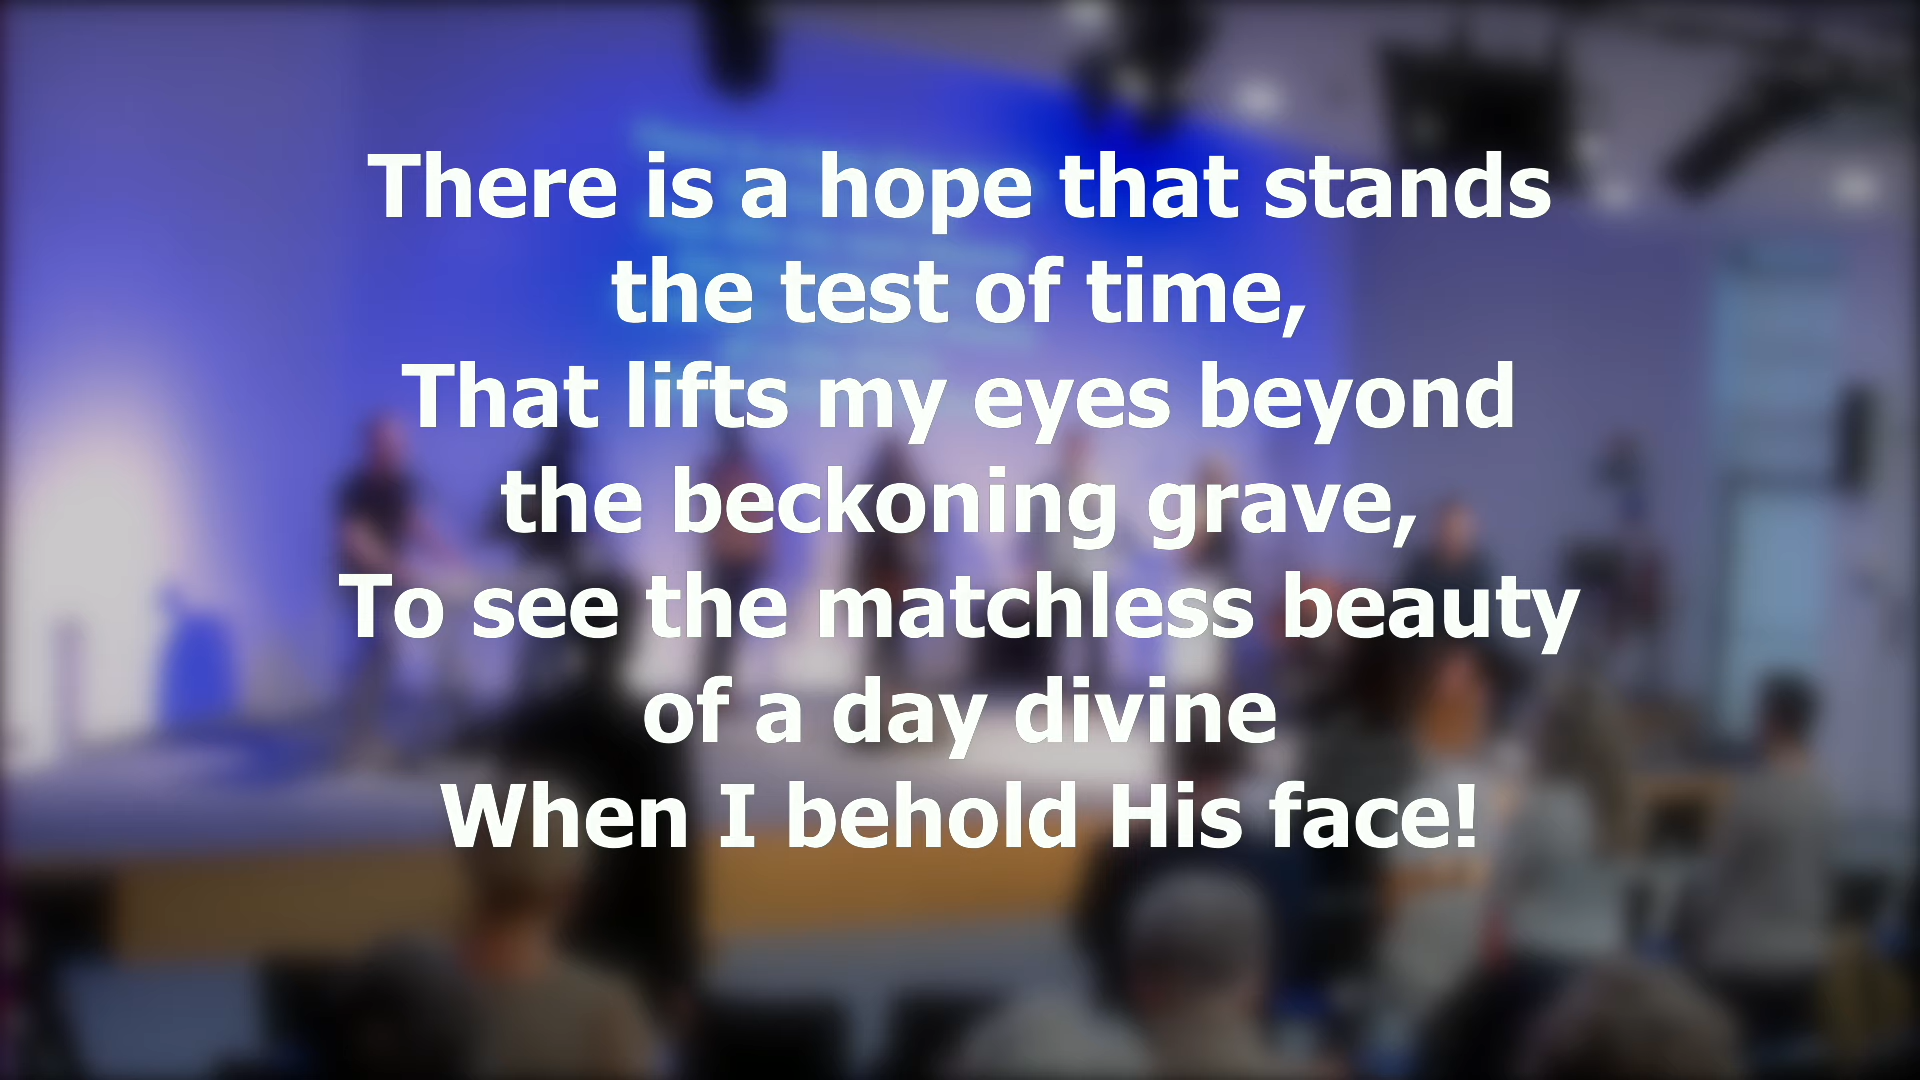 There is a hope that stands
the test of time,
That lifts my eyes beyond
the beckoning grave,
To see the matchless beauty
of a day divine
When I behold His face!